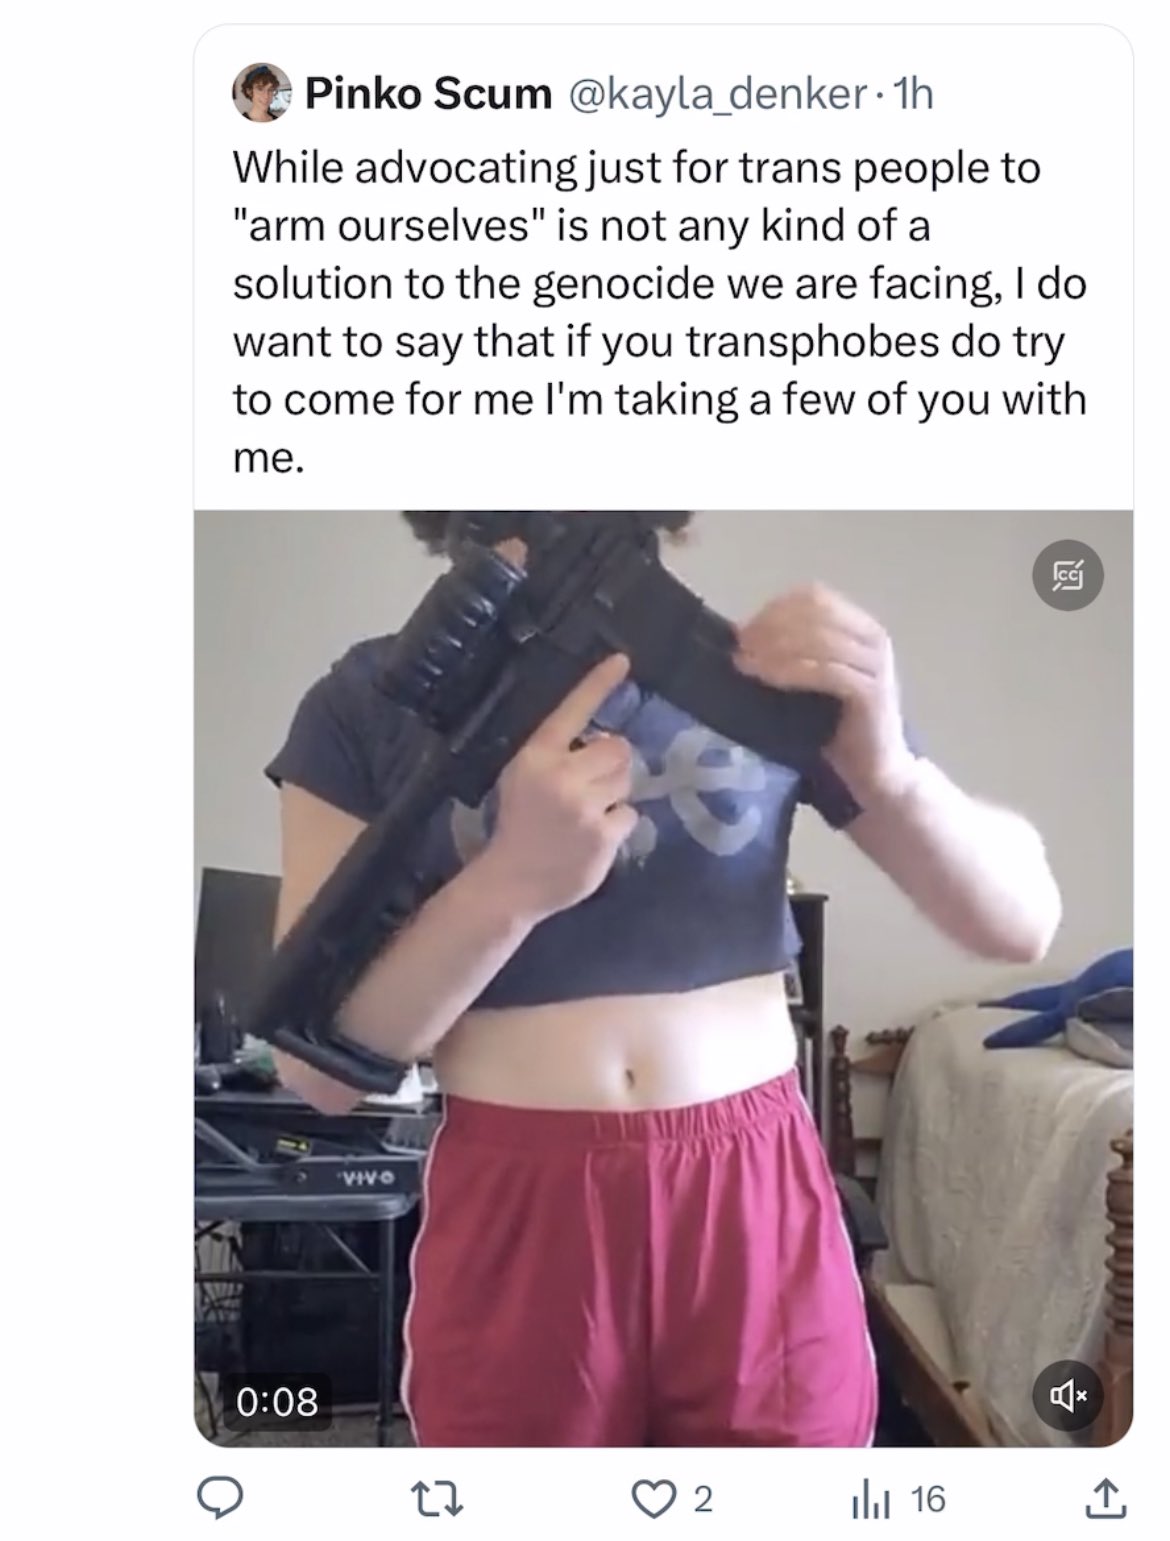 Pinko Scum @kayla_denker · 1h
While advocating just for trans people to
"arm ourselves" is not any kind of a
solution to the genocide we are facing, I do
want to say that if you transphobes do try
to come for me I'm taking a few of you with
me.
CC
VIVO
0:08
2
16